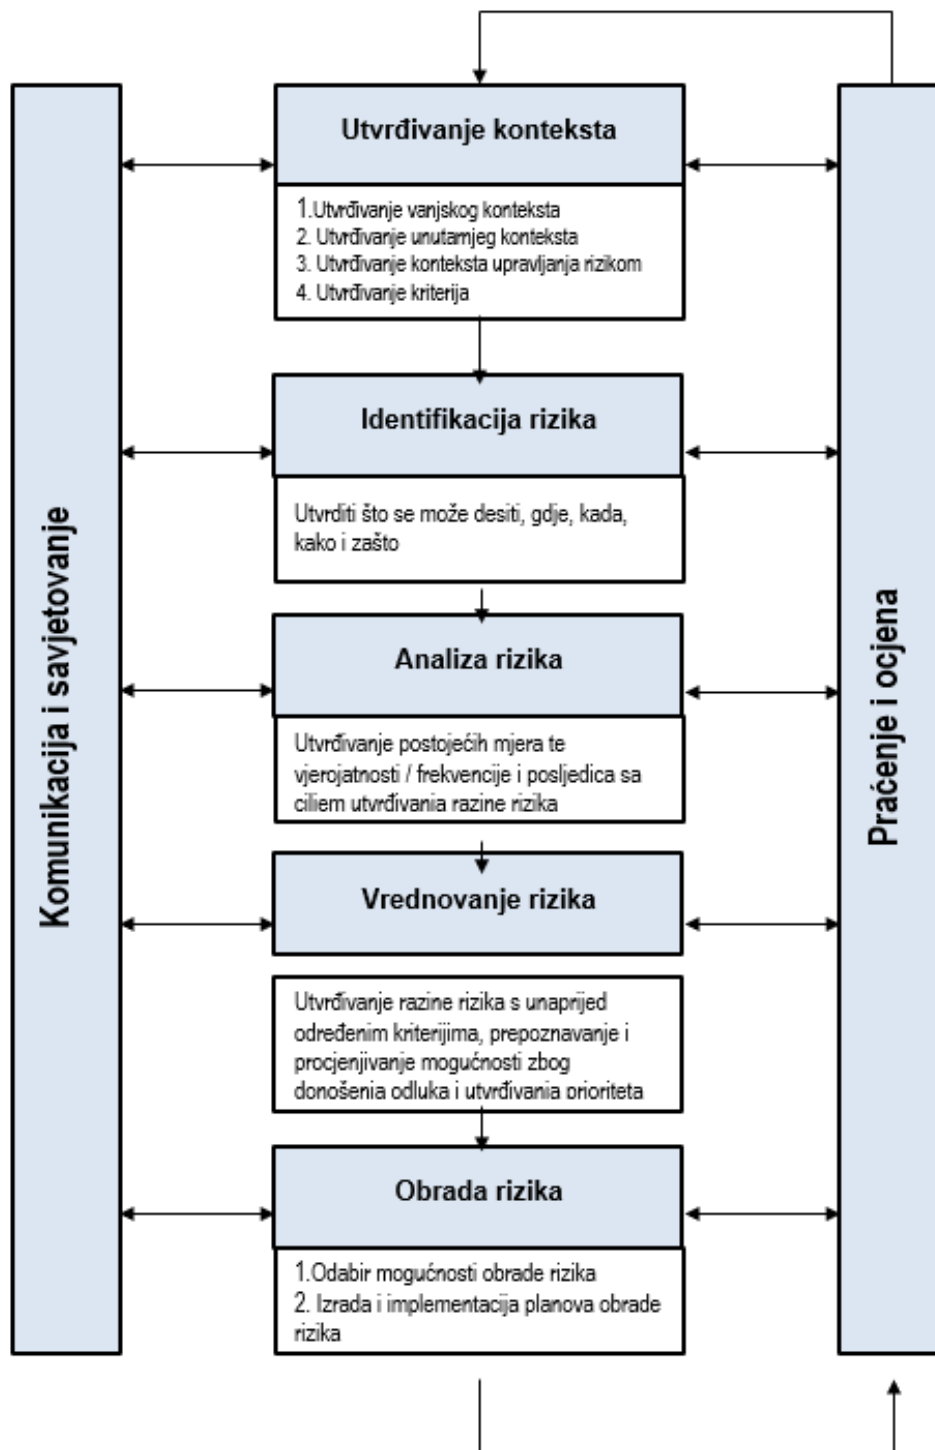 Komunikacija i savjetovanje
Utvrđivanje konteksta
1.Utvrđivanje vanjskog konteksta
2. Utvrđivanje unutarnjeg konteksta
3. Utvrđivanje konteksta upravljanja rizikom
4. Utvrđivanje kriterija
Identifikacija rizika
Utvrditi što se može desiti, gdje, kada,
kako i zašto
Analiza rizika
Utvrđivanje postojećih mjera te
vjerojatnosti / frekvencije i posljedica sa
ciljem utvrđivanja razine rizika
Vrednovanje rizika
Utvrđivanje razine rizika s unaprijed
određenim kriterijima, prepoznavanje i
procjenjivanje mogućnosti zbog
donošenja odluka i utvrđivanja prioriteta
Obrada rizika
1.Odabir mogućnosti obrade rizika
2. Izrada i implementacija planova obrade
rizika
Praćenje i ocjena